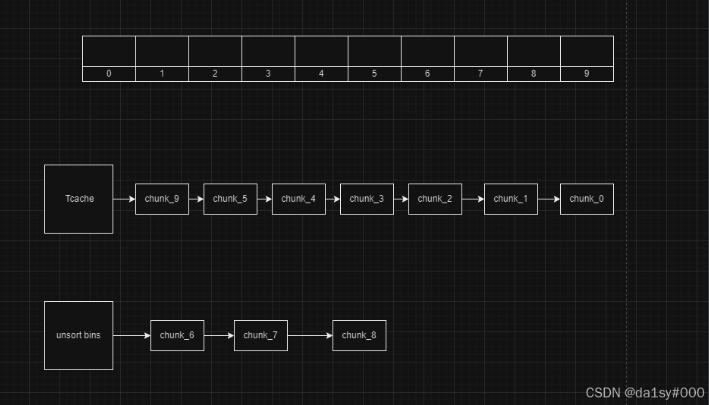 0 1 2 3 4 5 6 7 8 9
Tcache chunk_9 chunk_5 chunk_4 chunk_3 chunk_2 chunk_1 chunk_0
unsort bins chunk_6 chunk_7 chunk_8
CSDN @da1sy#000